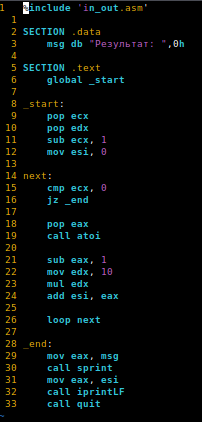 1 %include 'in_out.asm'
1
2 SECTION .data
3     msg db "Результат: ",0h
4
5 SECTION .text
6     global _start
7
8 _start:
9     pop ecx
10     pop edx
11     sub ecx, 1
12     mov esi, 0
13
14 next:
15     cmp ecx, 0
16     jz _end
17
18     pop eax
19     call atoi
20
21     sub eax, 1
22     mov edx, 10
23     mul edx
24     add esi, eax
25
26     loop next
27
28 _end:
29     mov eax, msg
30     call sprint
31     mov eax, esi
32     call iprintLF
33     call quit
~